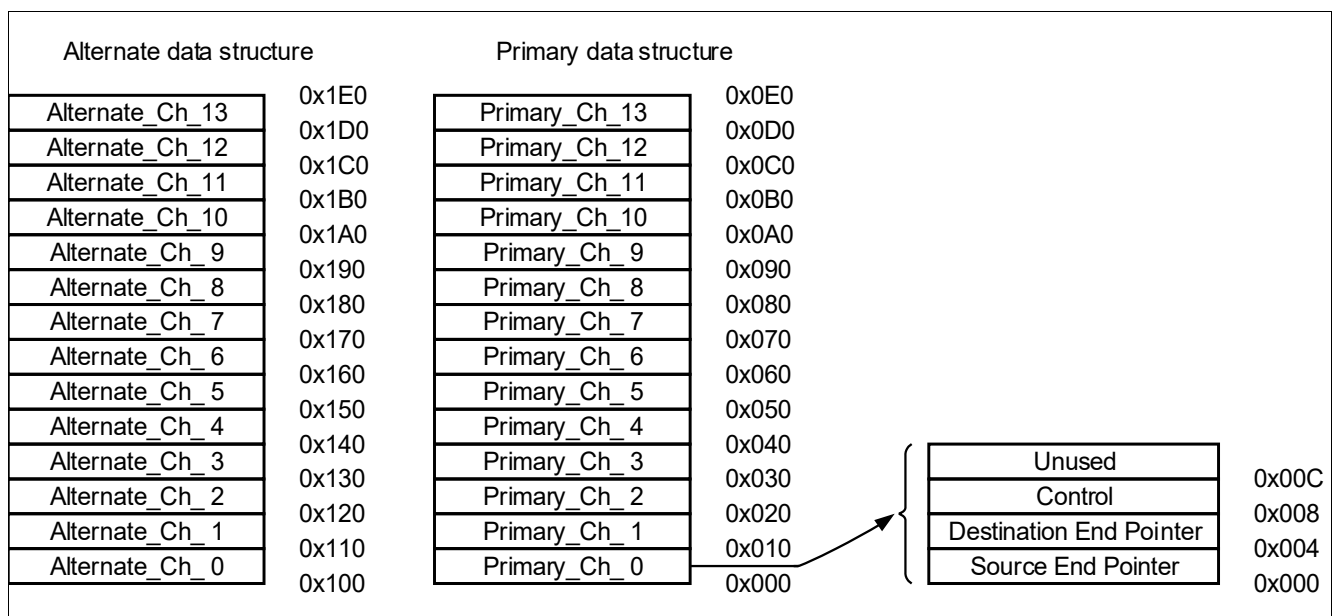 Alternate data structure
Primary data structure
0x1E0
Alternate_Ch_13
0x1D0
Alternate_Ch_12
0x1C0
Alternate_Ch_11
0x1B0
Alternate_Ch_10
0x1A0
Alternate_Ch_ 9
0x190
Alternate_Ch_ 8
0x180
Alternate_Ch_ 7
0x170
Alternate_Ch_ 6
0x160
Alternate_Ch_ 5
0x150
Alternate_Ch_ 4
0x140
Alternate_Ch_ 3
0x130
Alternate_Ch_ 2
0x120
Alternate_Ch_ 1
0x110
Alternate_Ch_ 0
0x100
0x0E0
Primary_Ch_13
0x0D0
Primary_Ch_12
0x0C0
Primary_Ch_11
0x0B0
Primary_Ch_10
0x0A0
Primary_Ch_ 9
0x090
Primary_Ch_ 8
0x080
Primary_Ch_ 7
0x070
Primary_Ch_ 6
0x060
Primary_Ch_ 5
0x050
Primary_Ch_ 4
0x040
Primary_Ch_ 3
0x030
Primary_Ch_ 2
0x020
Primary_Ch_ 1
0x010
Primary_Ch_ 0
0x000
Unused
0x00C
Control
0x008
Destination End Pointer
0x004
Source End Pointer
0x000